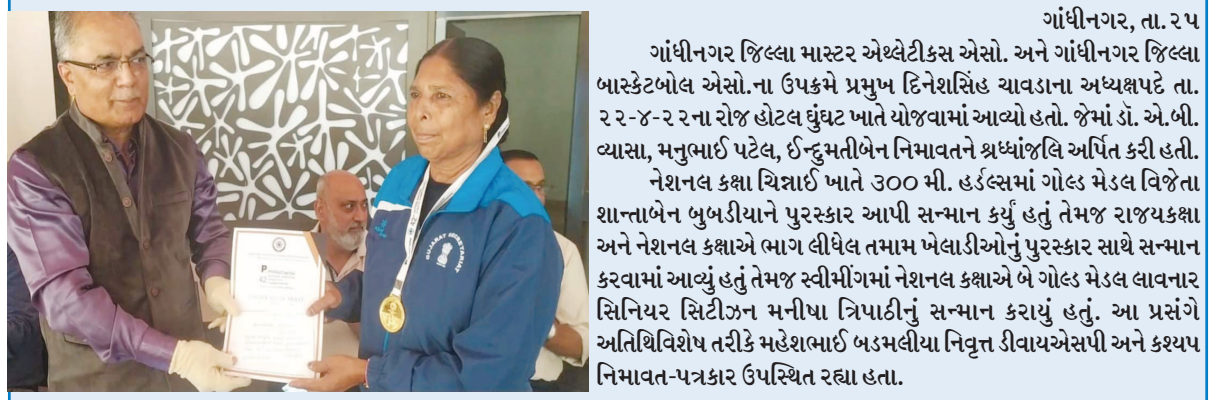 ગાંધીનગર, તા.૨૫
ગાંધીનગર જિલ્લા માસ્ટર એથ્લેટીકસ એસો. અને ગાંધીનગર જિલ્લા
બાસ્કેટબોલ એસો.ના ઉપક્રમે પ્રમુખ દિનેશસિંહ ચાવડાના અધ્યક્ષપદે તા.
૨૨-૪-૨૨ના રોજ હોટલ ઘુંઘટ ખાતે યોજવામાં આવ્યો હતો. જેમાં ડૉ. એ.બી.
વ્યાસા, મનુભાઈ પટેલ, ઈન્દુમતીબેન નિમાવતને શ્રધ્ધાંજલિ અર્પિત કરી હતી.
નેશનલ કક્ષા ચિન્નાઈ ખાતે ૩૦૦ મી. હર્ડલ્સમાં ગોલ્ડ મેડલ વિજેતા
શાન્તાબેન બુબડીયાને પુરસ્કાર આપી સન્માન કર્યું હતું તેમજ રાજયકક્ષા
અને નેશનલ કક્ષાએ ભાગ લીધેલ તમામ ખેલાડીઓનું પુરસ્કાર સાથે સન્માન
કરવામાં આવ્યું હતું તેમજ સ્વીમીંગમાં નેશનલ કક્ષાએ બે ગોલ્ડ મેડલ લાવનાર
સિનિયર સિટીઝન મનીષા ત્રિપાઠીનું સન્માન કરાયું હતું. આ પ્રસંગે
અતિથિવિશેષ તરીકે મહેશભાઈ બડમલીયા નિવૃત્ત ડીવાયએસપી અને કશ્યપ
નિમાવત-પત્રકાર ઉપસ્થિત રહ્યા હતા.
GUJARAT SECRETARIAT